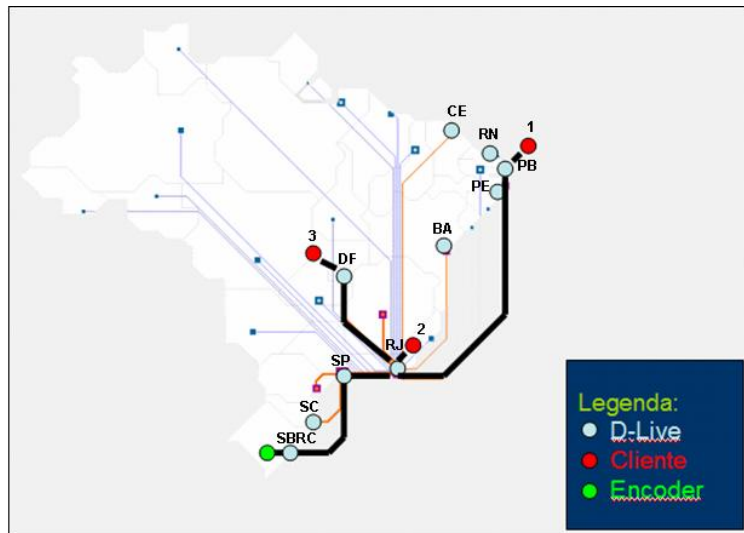 CE
RN
1
PB
PE
BA
3
DF
2
RJ
SP
SC
SBRC
Legenda:
D-Live
Cliente
Encoder